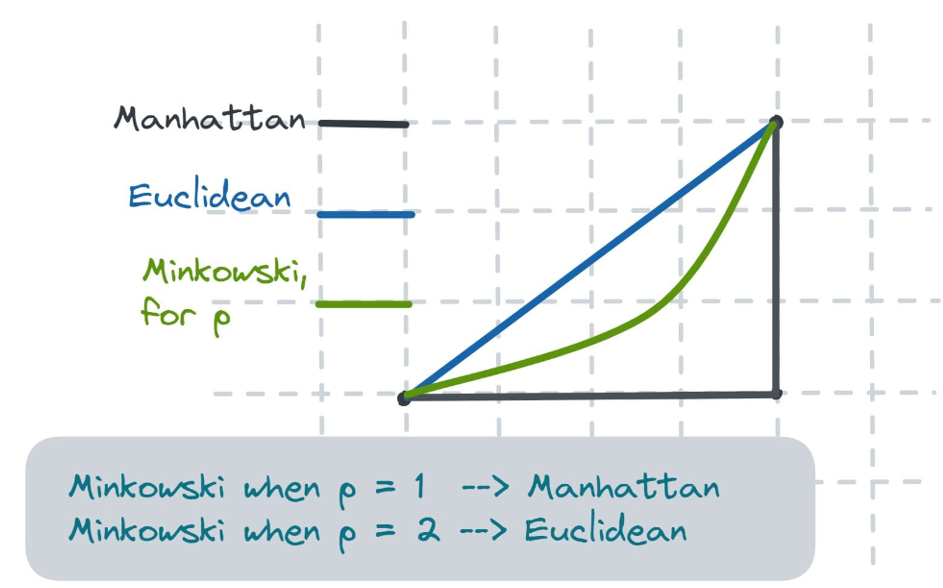 Manhattan
Euclidean
Minkowski,
for p
Minkowski when p = 1 --> Manhattan
Minkowski when p = 2 --> Euclidean